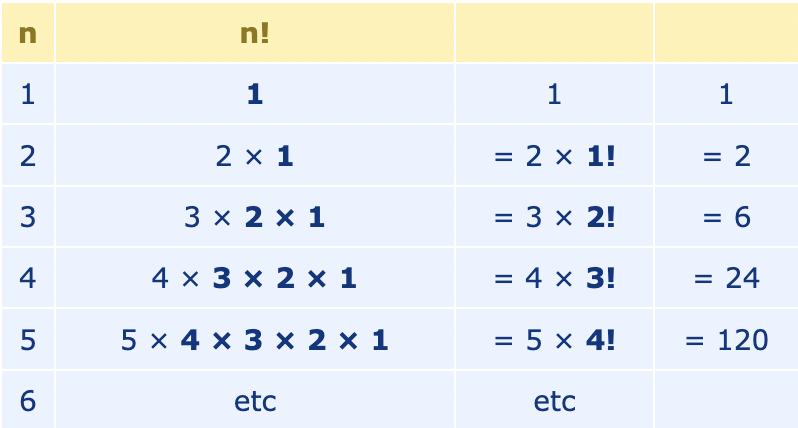 n n!
1 1 1 1
2 2 × 1 = 2 × 1! = 2
3 3 × 2 × 1 = 3 × 2! = 6
4 4 × 3 × 2 × 1 = 4 × 3! = 24
5 5 × 4 × 3 × 2 × 1 = 5 × 4! = 120
6 etc etc